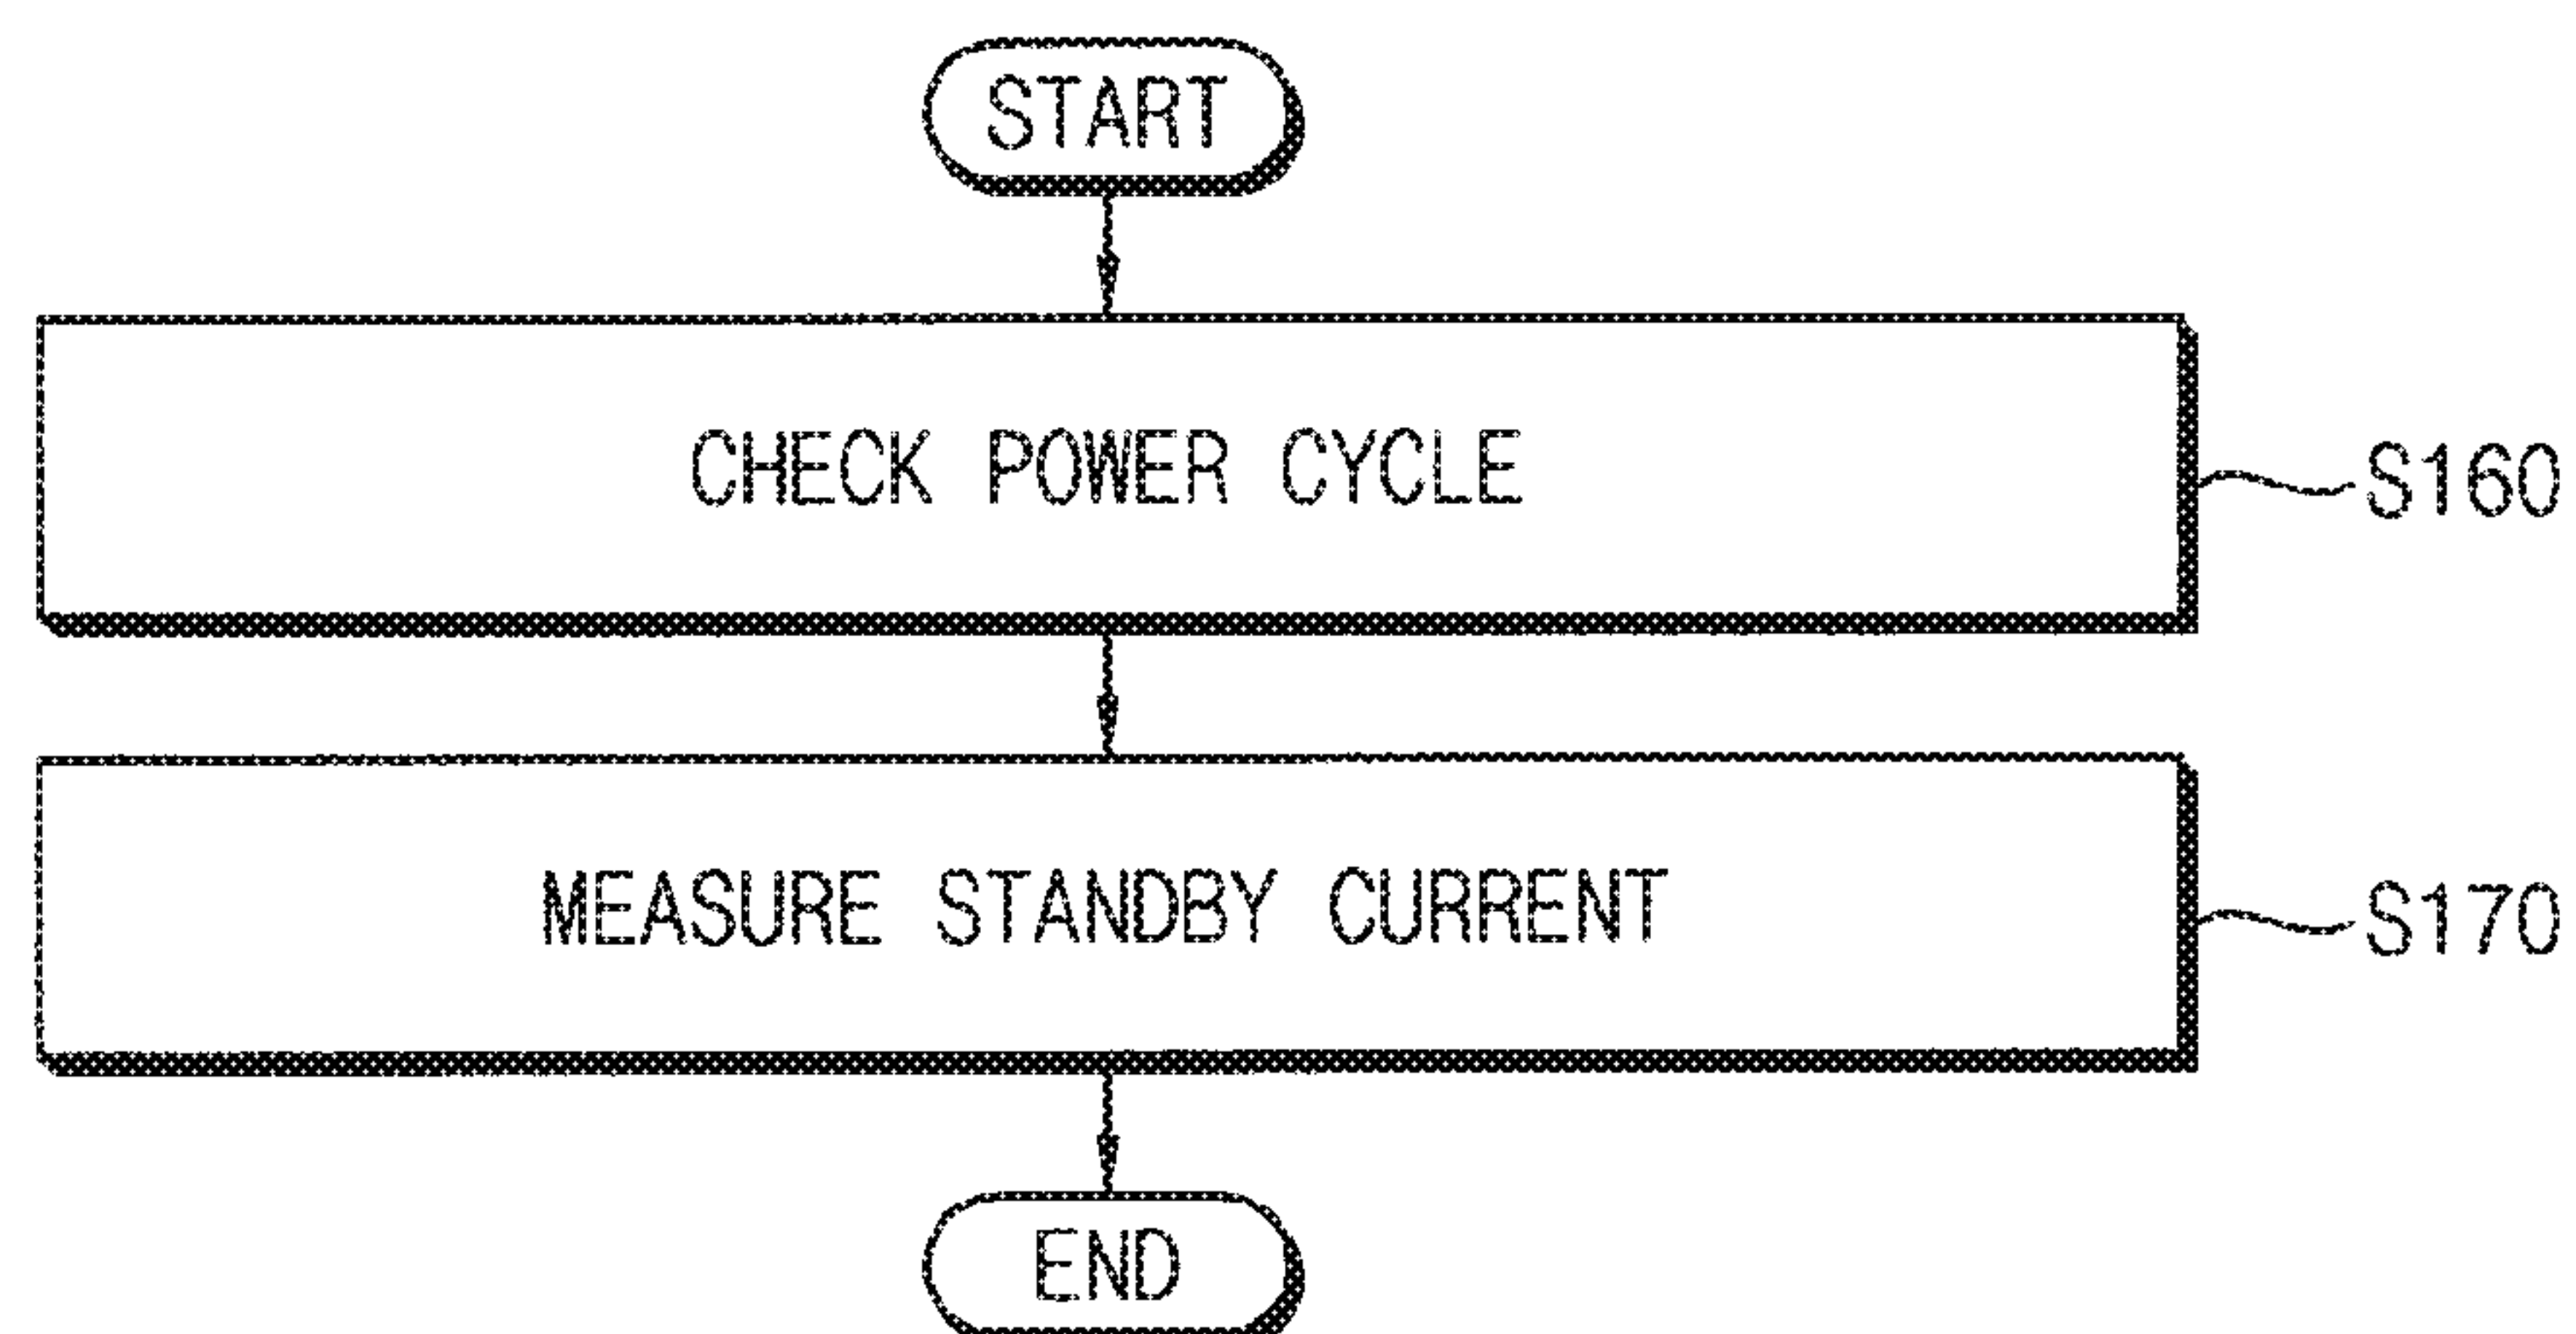 START
CHECK POWER CYCLE
S160
MEASURE STANDBY CURRENT
S170
END